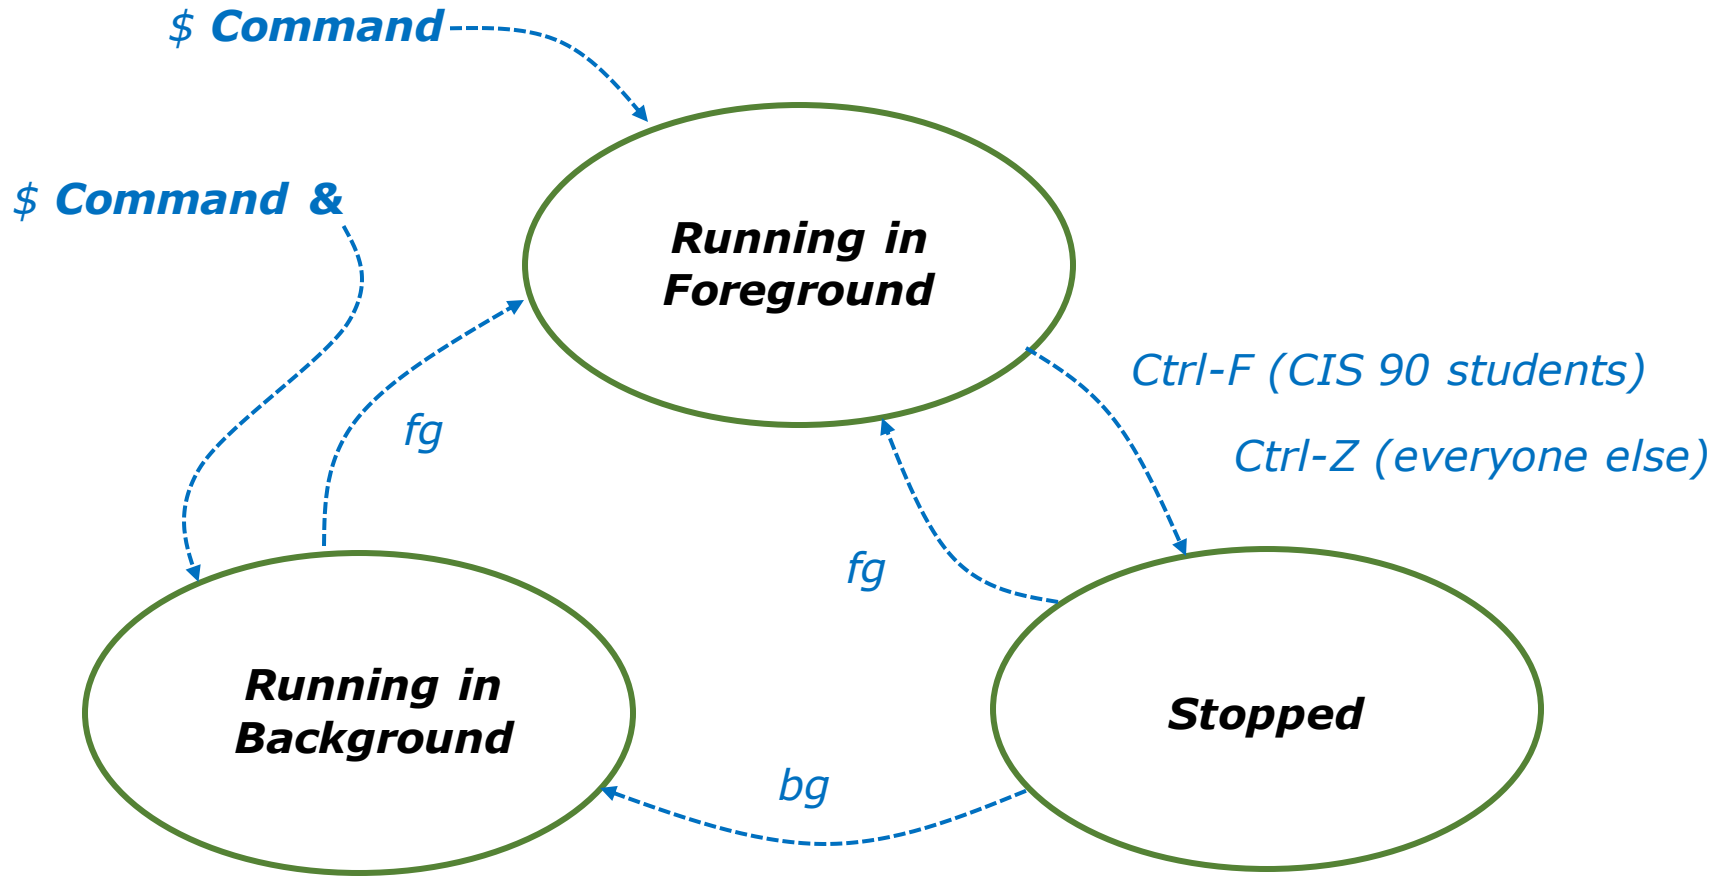 $ Command
$ Command &
Running in
Foreground
Ctrl-F (CIS 90 students)
fg
Ctrl-Z (everyone else)
fg
Running in
Background
Stopped
bg